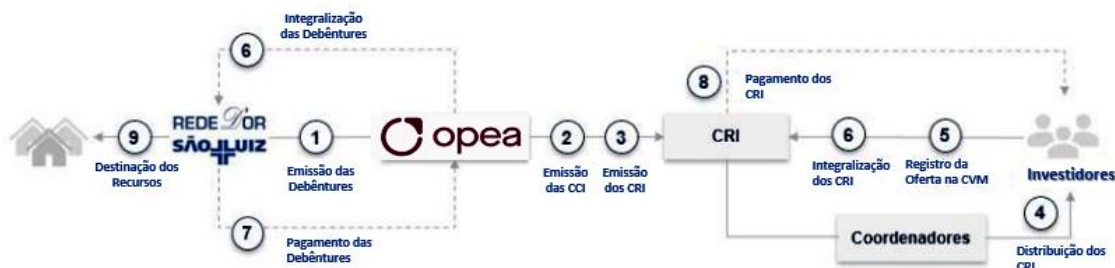 Integralização
das Debêntures
6
8
Pagamento dos
CRI
REDE D'OR
SÃO LUIZ
9
Destinação dos
Recursos
1
Emissão das
Debêntures
opea
2
Emissão
das CCI
3
Emissão
dos CRI
CRI
6
Integralização
dos CRI
5
Registro da
Oferta na CVM
Investidores
7
Pagamento das
Debêntures
Coordenadores
4
Distribuição dos
CRI